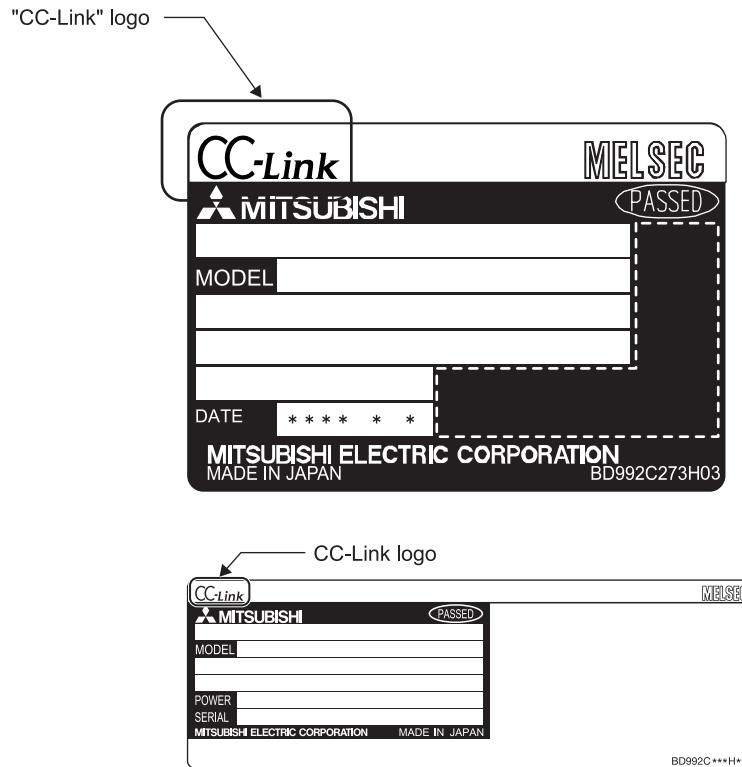 "CC-Link" logo
CC-Link MELSEC
MITSUBISHI PASSED
MODEL
DATE **** * *
MITSUBISHI ELECTRIC CORPORATION
MADE IN JAPAN BD992C273H03
CC-Link logo
CC-Link MELSEC
MITSUBISHI PASSED
MODEL
POWER
SERIAL
MITSUBISHI ELECTRIC CORPORATION MADE IN JAPAN
BD992C***H*